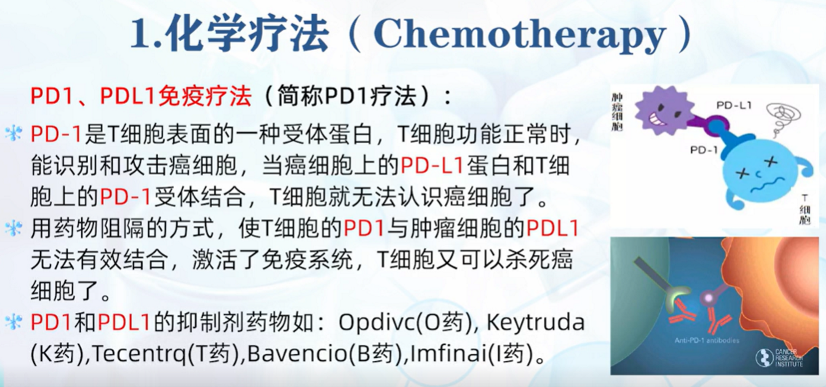 1.化学疗法（Chemotherapy）
PD1、PDL1免疫疗法（简称PD1疗法）：
PD-1是T细胞表面的一种受体蛋白，T细胞功能正常时，
能识别和攻击癌细胞，当癌细胞上的PD-L1蛋白和T细
胞上的PD-1受体结合，T细胞就无法认识癌细胞了。
用药物阻隔的方式，使T细胞的PD1与肿瘤细胞的PDL1
无法有效结合，激活了免疫系统，T细胞又可以杀死癌
细胞了。
PD1和PDL1的抑制剂药物如：Opdivc(O药), Keytruda
(K药),Tecentrq(T药),Bavencio(B药),Imfinai(I药)。
肿瘤细胞
PD-L1
PD-1
T细胞
Anti-PD-1 antibodies
CANCER
RESEARCH
INSTITUTE